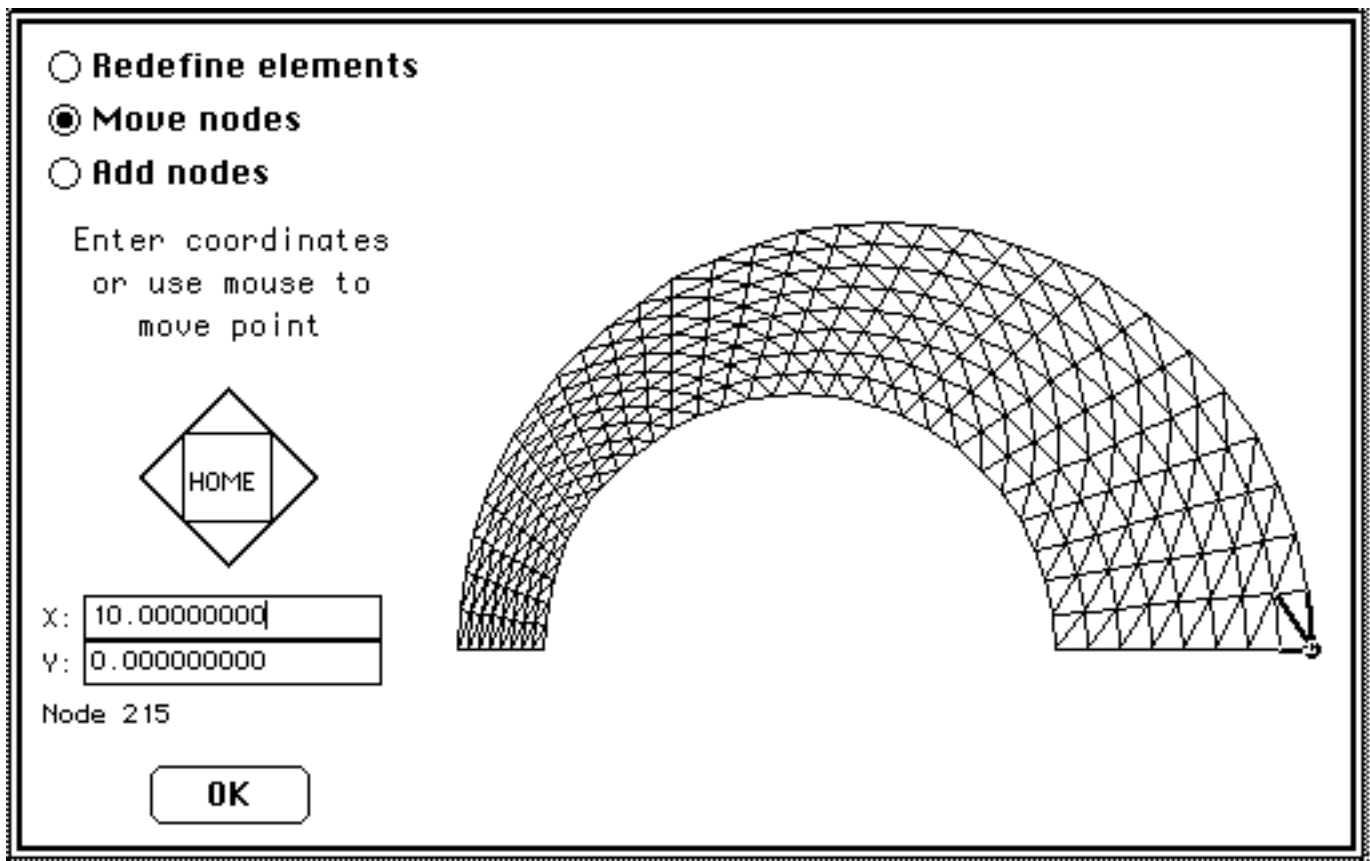 Redefine elements
Move nodes
Add nodes
Enter coordinates
or use mouse to
move point
HOME
X: 10.00000000
Y: 0.000000000
Node 215
OK